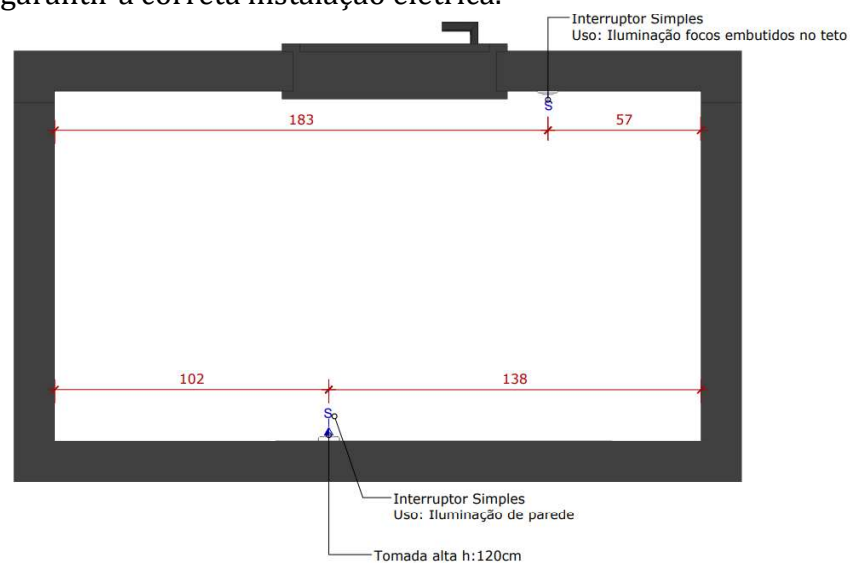 garantir a correta instalação elétrica.
Interruptor Simples
Uso: Iluminação focos embutidos no teto
S
183
57
102
138
S
Interruptor Simples
Uso: Iluminação de parede
Tomada alta h:120cm